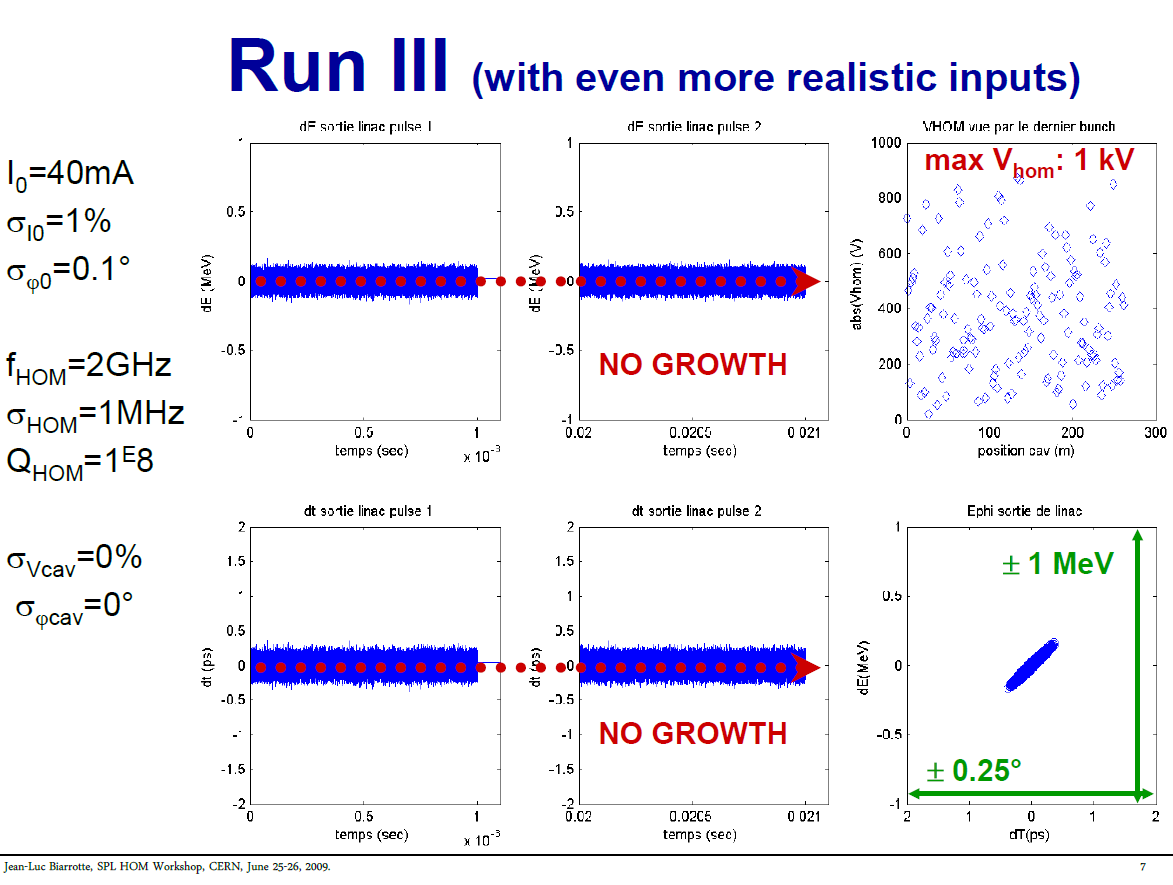 Run III (with even more realistic inputs)
I0=40mA
σI0=1%
σφ0=0.1°
fHOM=2GHz
σHOM=1MHz
QHOM=1E8
σVcav=0%
σφcav=0°
dE sortie linac pulse 1
0.5
0
-0.5
dE (MeV)
0
0.5
1
x 10-3
temps (sec)
dE sortie linac pulse 2
1
0.5
0
-0.5
-1
dE (MeV)
NO GROWTH
0.02
0.0205
0.021
temps (sec)
VHOM vue par le dernier bunch
max Vhom: 1 kV
1000
800
600
400
200
0
abs(Vhom) (V)
0
100
200
300
position cav (m)
dt sortie linac pulse 1
2
1.5
0.5
0
-0.5
-1.5
-2
dt (ps)
0
0.5
1
x 10-3
temps (sec)
dt sortie linac pulse 2
2
1.5
1
0.5
0
-0.5
-1
-1.5
-2
dt (ps)
NO GROWTH
0.02
0.0205
0.021
temps (sec)
Ephi sortie de linac
± 1 MeV
1
0.5
0
-0.5
-1
dE(MeV)
± 0.25°
2
1
0
1
2
dT(ps)
Jean-Luc Biarrotte, SPL HOM Workshop, CERN, June 25-26, 2009.
7